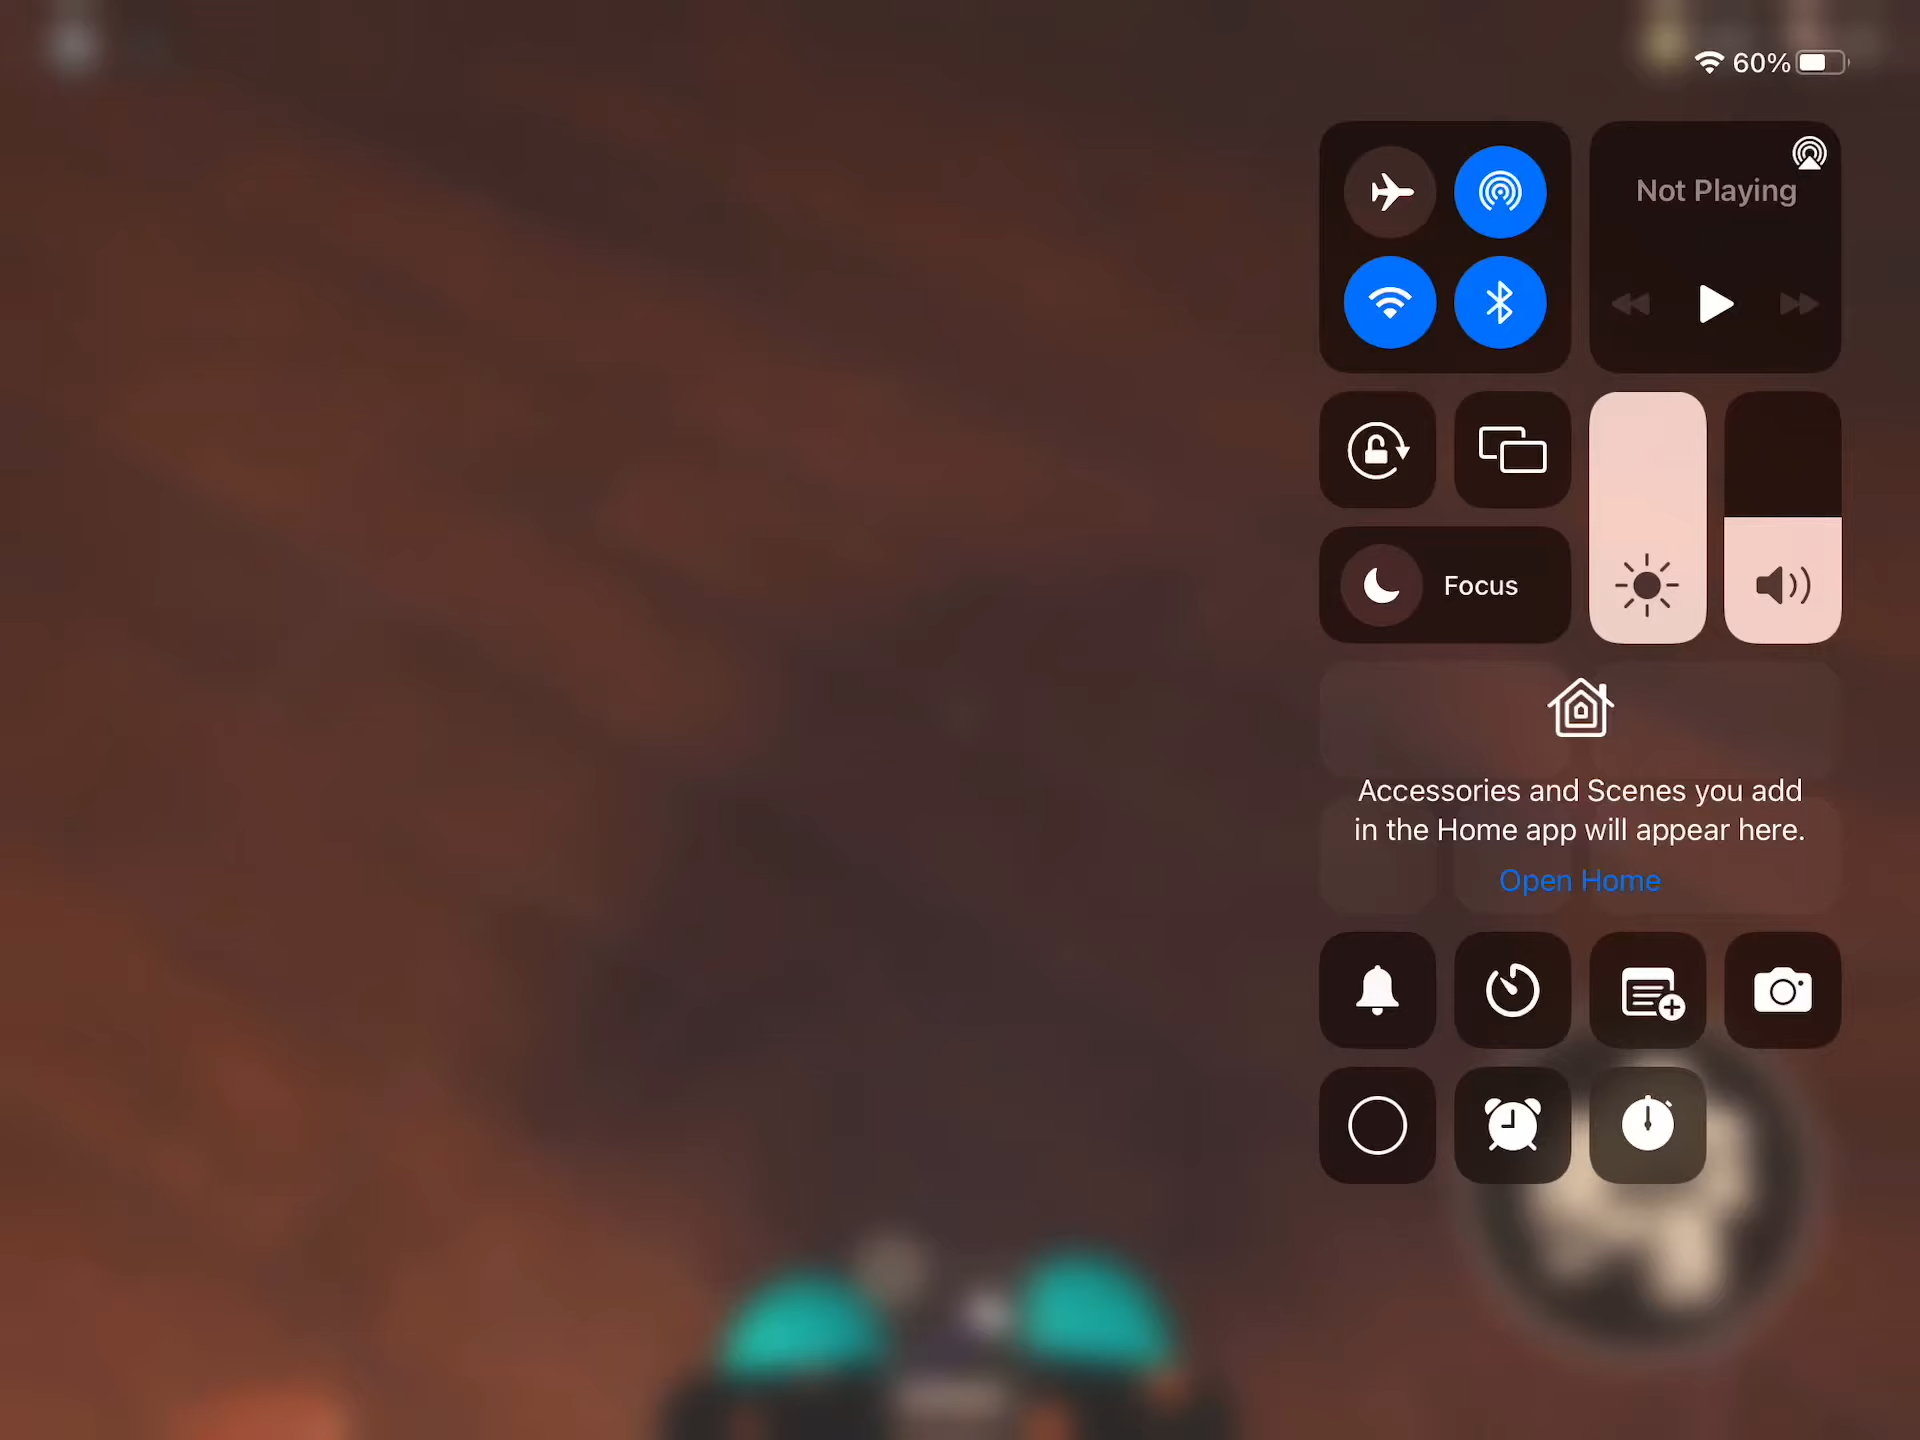 60%
Not Playing
Focus
Accessories and Scenes you add
in the Home app will appear here.
Open Home